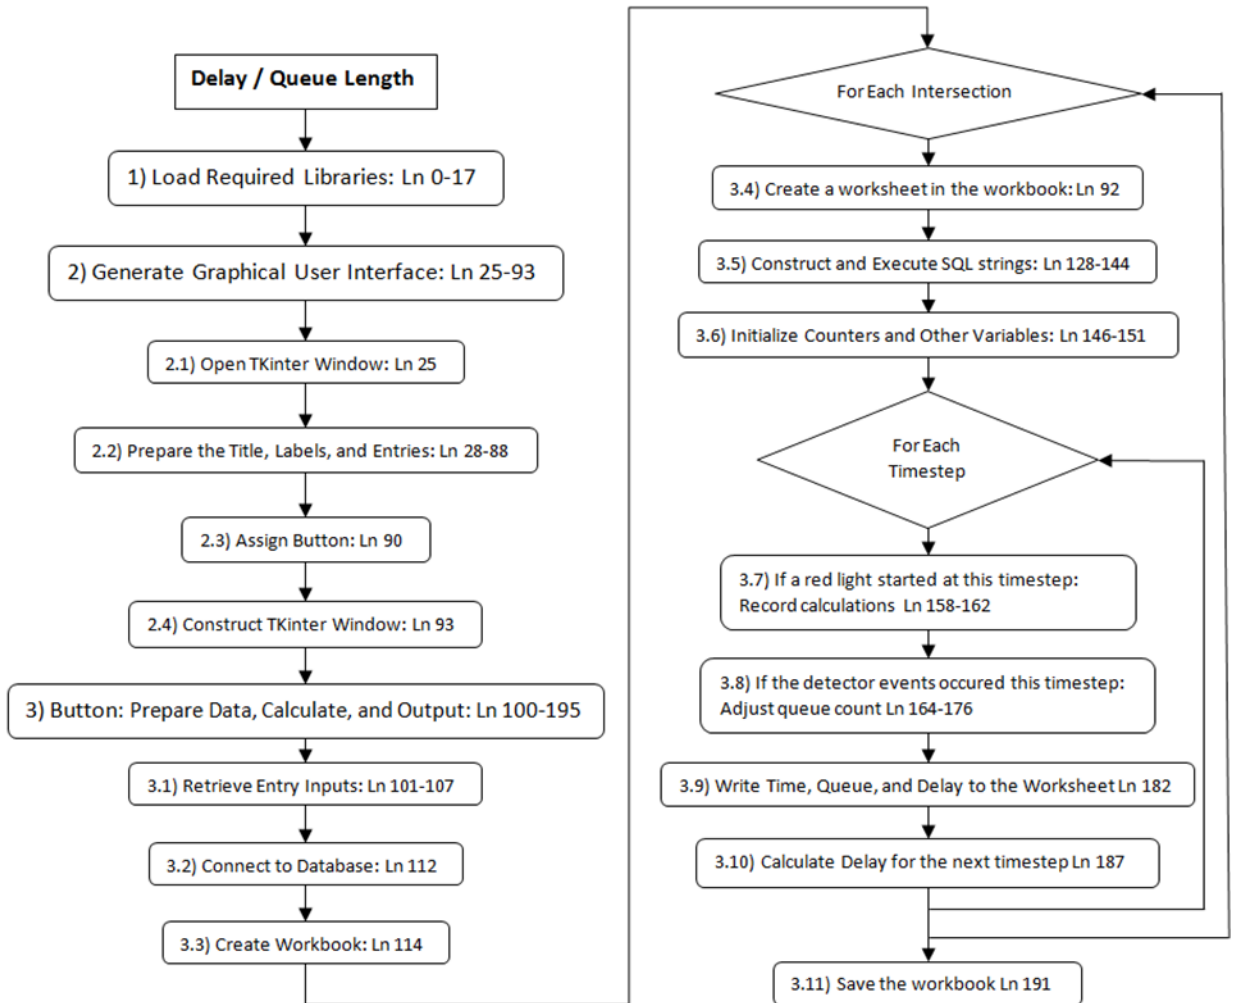 Delay / Queue Length
1) Load Required Libraries: Ln 0-17
2) Generate Graphical User Interface: Ln 25-93
2.1) Open TKinter Window: Ln 25
2.2) Prepare the Title, Labels, and Entries: Ln 28-88
2.3) Assign Button: Ln 90
2.4) Construct TKinter Window: Ln 93
3) Button: Prepare Data, Calculate, and Output: Ln 100-195
3.1) Retrieve Entry Inputs: Ln 101-107
3.2) Connect to Database: Ln 112
3.3) Create Workbook: Ln 114
For Each Intersection
3.4) Create a worksheet in the workbook: Ln 92
3.5) Construct and Execute SQL strings: Ln 128-144
3.6) Initialize Counters and Other Variables: Ln 146-151
For Each
Timestep
3.7) If a red light started at this timestep:
Record calculations Ln 158-162
3.8) If the detector events occured this timestep:
Adjust queue count Ln 164-176
3.9) Write Time, Queue, and Delay to the Worksheet Ln 182
3.10) Calculate Delay for the next timestep Ln 187
3.11) Save the workbook Ln 191